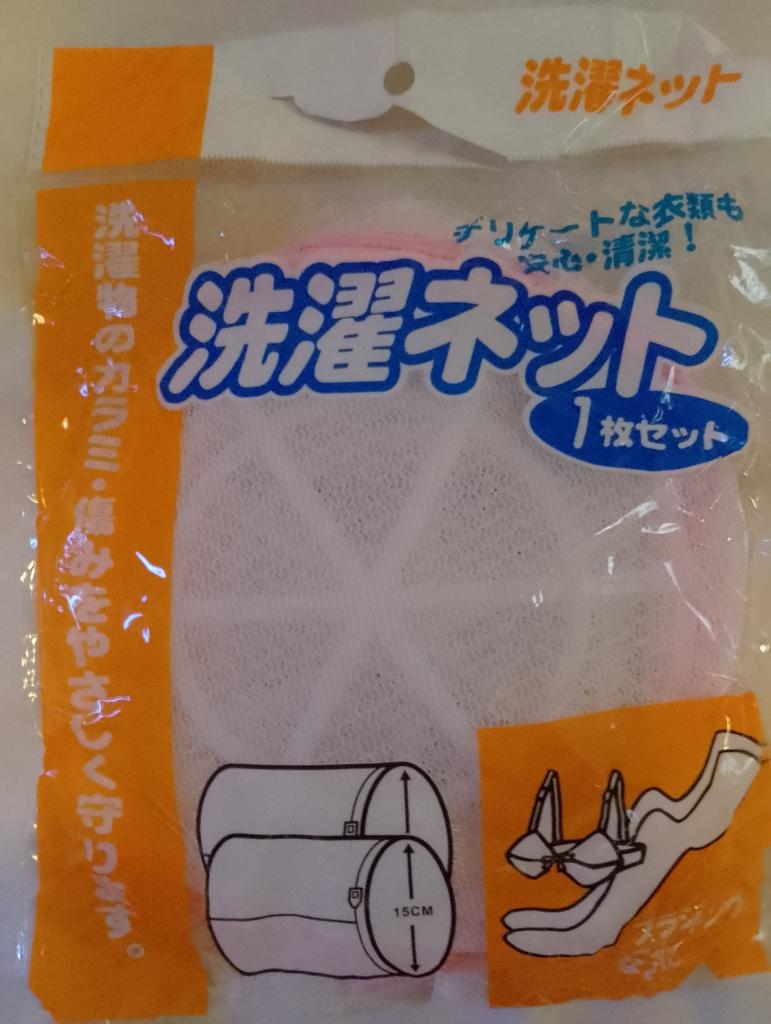 洗濯ネット
デリケートな衣類も
安心・清潔！
洗濯ネット
1枚セット
洗濯物のカラミ・傷みをやさしく守ります。
15CM